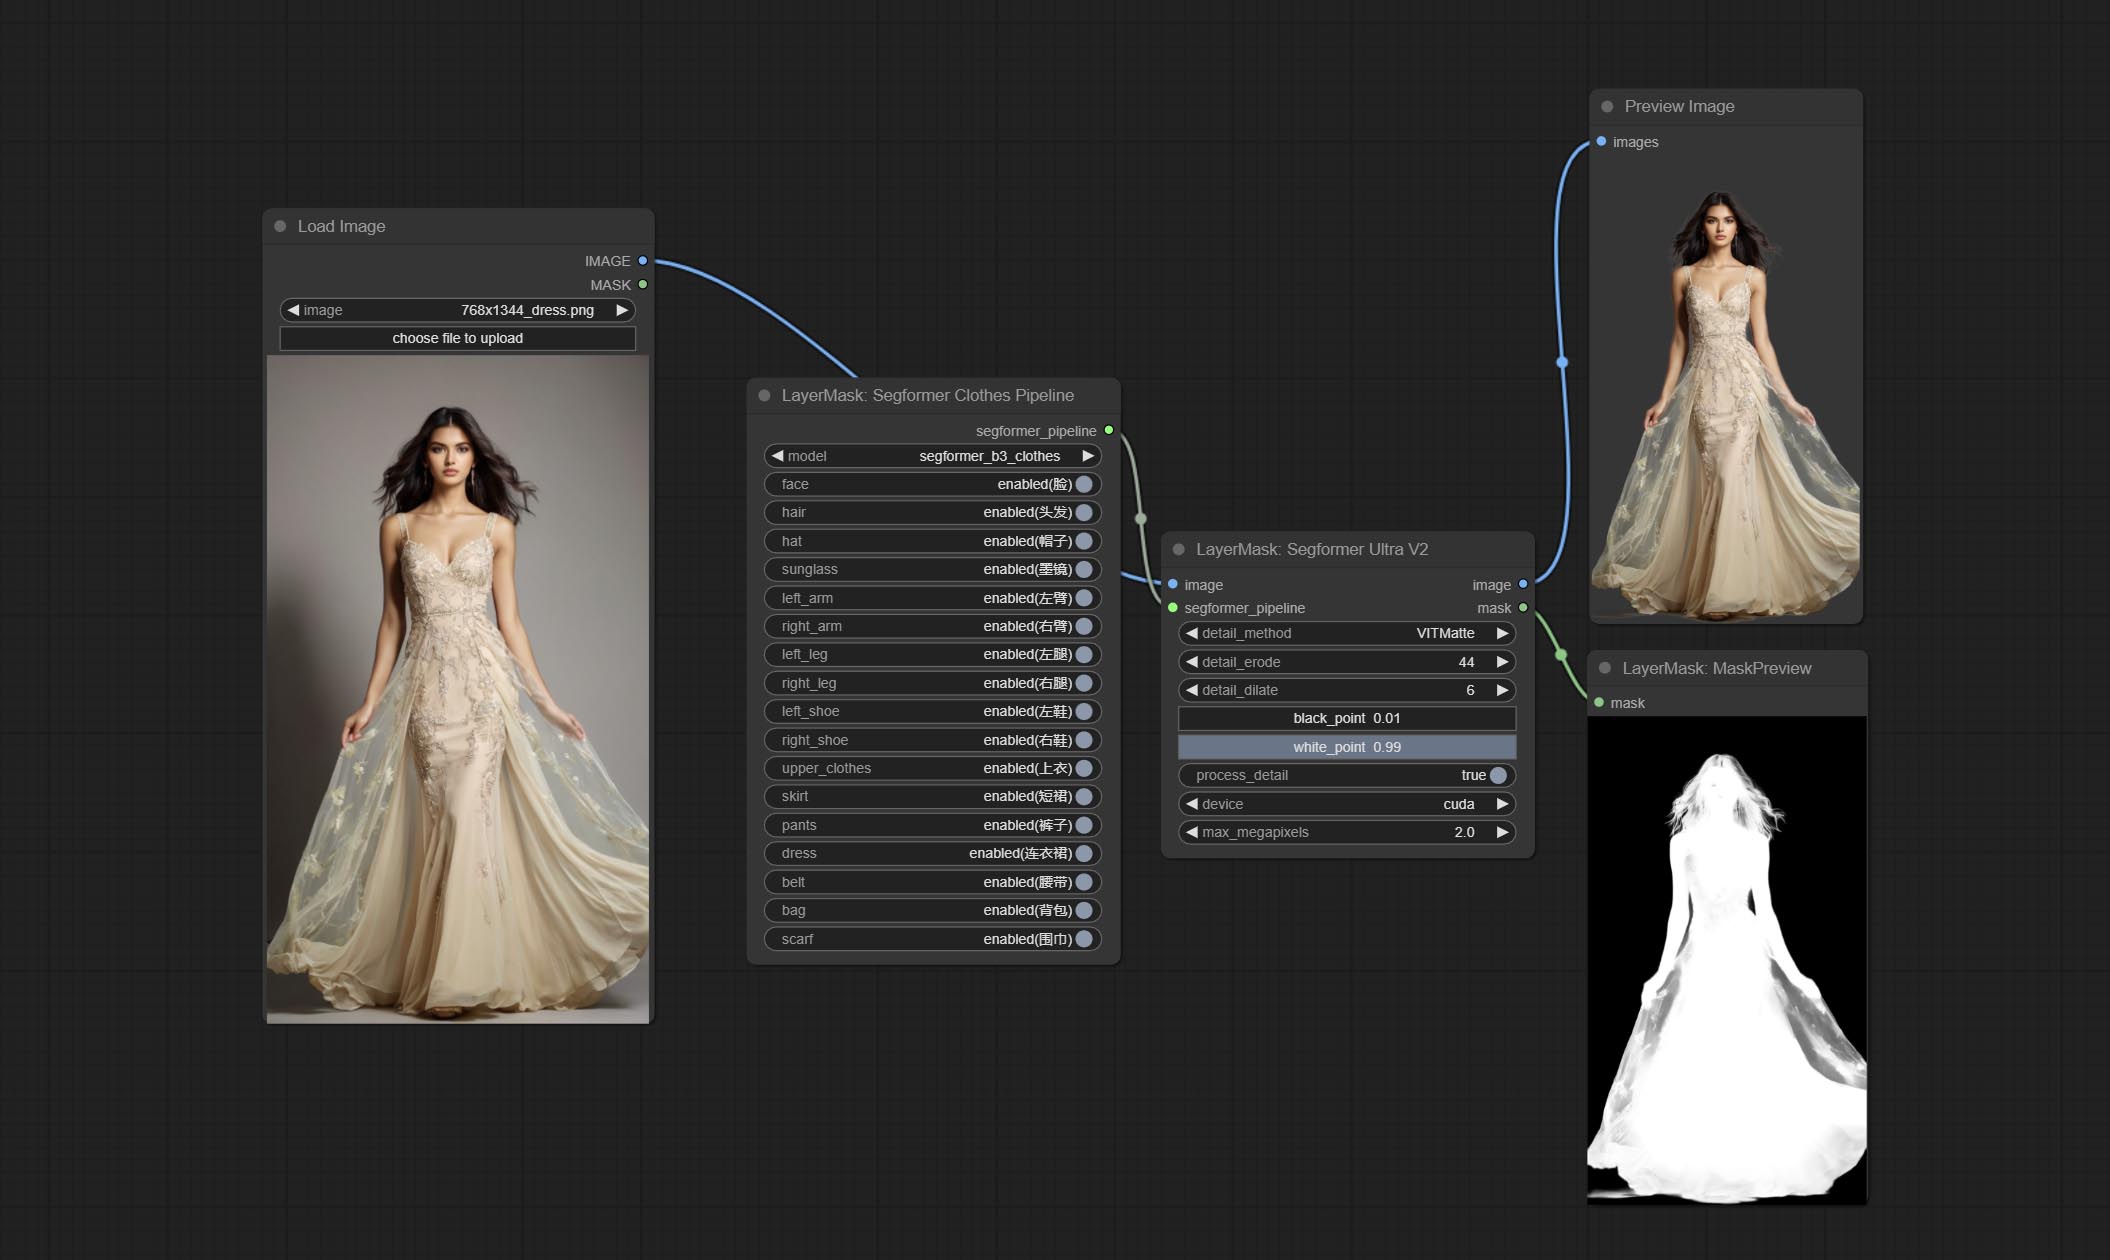 Load Image
IMAGE
MASK
image 768x1344_dress.png
choose file to upload
LayerMask: Segformer Clothes Pipeline
segformer_pipeline
model segformer_b3_clothes
face enabled(脸)
hair enabled(头发)
hat enabled(帽子)
sunglass enabled(墨镜)
left_arm enabled(左臂)
right_arm enabled(右臂)
left_leg enabled(左腿)
right_leg enabled(右腿)
left_shoe enabled(左鞋)
right_shoe enabled(右鞋)
upper_clothes enabled(上衣)
skirt enabled(短裙)
pants enabled(裤子)
dress enabled(连衣裙)
belt enabled(腰带)
bag enabled(背包)
scarf enabled(围巾)
LayerMask: Segformer Ultra V2
image image
segformer_pipeline mask
detail_method VITMatte
detail_erode 44
detail_dilate 6
black_point 0.01
white_point 0.99
process_detail true
device cuda
max_megapixels 2.0
Preview Image
images
LayerMask: MaskPreview
mask